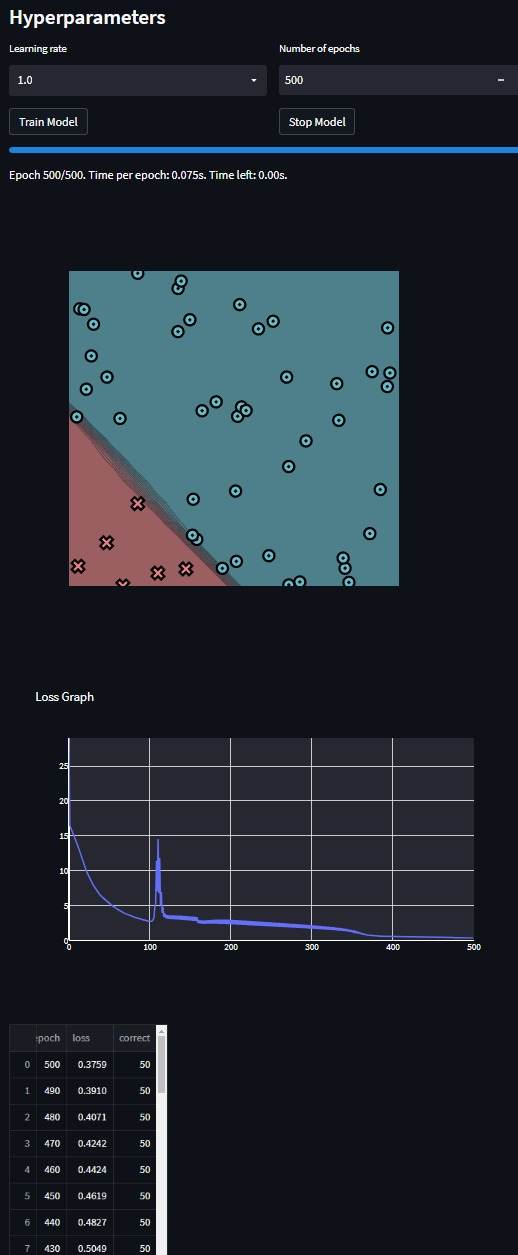 Hyperparameters
Learning rate Number of epochs
1.0 500 −
Train Model Stop Model
Epoch 500/500. Time per epoch: 0.075s. Time left: 0.00s.
Loss Graph
25
20
15
10
5
0
0 100 200 300 400 500
epoch loss correct
0 500 0.3759 50
1 490 0.3910 50
2 480 0.4071 50
3 470 0.4242 50
4 460 0.4424 50
5 450 0.4619 50
6 440 0.4827 50
7 430 0.5049 50